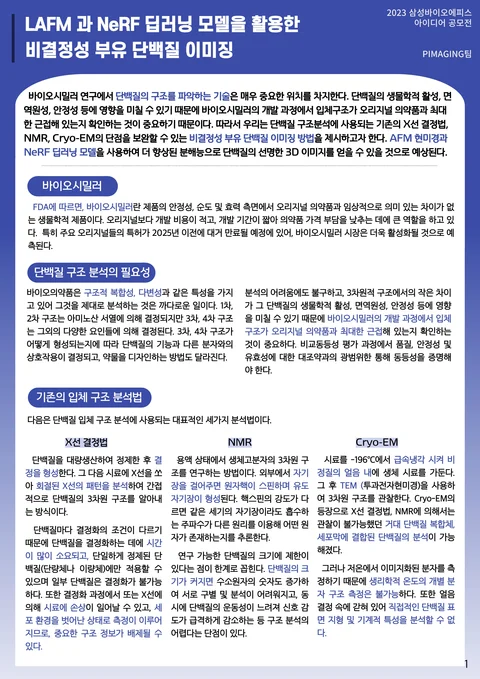 LAFM 과 NeRF 딥러닝 모델을 활용한
비결정성 부유 단백질 이미징
2023 삼성바이오에피스
아이디어 공모전
PIMAGING팀
바이오시밀러 연구에서 단백질의 구조를 파악하는 기술은 매우 중요한 위치를 차지한다. 단백질의 생물학적 활성, 면
역원성, 안정성 등에 영향을 미칠 수 있기 때문에 바이오시밀러의 개발 과정에서 입체구조가 오리지널 의약품과 최대
한 근접해 있는지 확인하는 것이 중요하기 때문이다. 따라서 우리는 단백질 구조분석에 사용되는 기존의 X선 결정법,
NMR, Cryo-EM의 단점을 보완할 수 있는 비결정성 부유 단백질 이미징 방법을 제시하고자 한다. AFM 현미경과
NeRF 딥러닝 모델을 사용하여 더 향상된 분해능으로 단백질의 선명한 3D 이미지를 얻을 수 있을 것으로 예상된다.
바이오시밀러
FDA에 따르면, 바이오시밀러란 제품의 안정성, 순도 및 효력 측면에서 오리지널 의약품과 임상적으로 의미 있는 차이가 없
는 생물학적 제품이다. 오리지널보다 개발 비용이 적고, 개발 기간이 짧아 의약품 가격 부담을 낮추는 데에 큰 역할을 하고 있
다. 특히 주요 오리지널들의 특허가 2025년 이전에 대거 만료될 예정에 있어, 바이오시밀러 시장은 더욱 활성화될 것으로 예
측된다.
단백질 구조 분석의 필요성
바이오의약품은 구조적 복합성, 다변성과 같은 특성을 가지
고 있어 그것을 제대로 분석하는 것은 까다로운 일이다. 1차,
2차 구조는 아미노산 서열에 의해 결정되지만 3차, 4차 구조
는 그외의 다양한 요인들에 의해 결정된다. 3차, 4차 구조가
어떻게 형성되는지에 따라 단백질의 기능과 다른 분자와의
상호작용이 결정되고, 약물을 디자인하는 방법도 달라진다.
분석의 어려움에도 불구하고, 3차원적 구조에서의 작은 차이
가 그 단백질의 생물학적 활성, 면역원성, 안정성 등에 영향
을 미칠 수 있기 때문에 바이오시밀러의 개발 과정에서 입체
구조가 오리지널 의약품과 최대한 근접해 있는지 확인하는
것이 중요하다. 비교동등성 평가 과정에서 품질, 안정성 및
유효성에 대한 대조약과의 광범위한 통해 동등성을 증명해
야 한다.
기존의 입체 구조 분석법
다음은 단백질 입체 구조 분석에 사용되는 대표적인 세가지 분석법이다.
X선 결정법
단백질을 대량생산하여 정제한 후 결
정을 형성한다. 그 다음 시료에 X선을 쏘
아 회절된 X선의 패턴을 분석하여 간접
적으로 단백질의 3차원 구조를 알아내
는 방식이다.
단백질마다 결정화의 조건이 다르기
때문에 단백질을 결정화하는 데에 시간
이 많이 소요되고, 단일하게 정제된 단
백질(단량체나 이량체)에만 적용할 수
있으며 일부 단백질은 결정화가 불가능
하다. 또한 결정화 과정에서 또는 X선에
의해 시료에 손상이 일어날 수 있고, 세
포 환경을 벗어난 상태로 측정이 이루어
지므로, 중요한 구조 정보가 배제될 수
있다.
NMR
용액 상태에서 생체고분자의 3차원 구
조를 연구하는 방법이다. 외부에서 자기
장을 걸어주면 원자핵이 스핀하며 유도
자기장이 형성된다. 핵스핀의 강도가 다
르면 같은 세기의 자기장이라도 흡수하
는 주파수가 다른 원리를 이용해 어떤 원
자가 존재하는지를 추론한다.
연구 가능한 단백질의 크기에 제한이
있다는 점이 한계로 꼽힌다. 단백질의 크
기가 커지면 수소원자의 숫자도 증가하
여 서로 구별 및 분석이 어려워지고, 동
시에 단백질의 운동성이 느려져 신호 감
도가 급격하게 감소하는 등 구조 분석의
어렵다는 단점이 있다.
Cryo-EM
시료를 -196℃에서 급속냉각 시켜 비
정질의 얼음 내에 생체 시료를 가둔다.
그 후 TEM (투과전자현미경)을 사용하
여 3차원 구조를 관찰한다. Cryo-EM의
등장으로 X선 결정법, NMR에 의해서는
관찰이 불가능했던 거대 단백질 복합체,
세포막에 결합된 단백질의 분석이 가능
해졌다.
그러나 저온에서 이미지화된 분자를 측
정하기 때문에 생리학적 온도의 개별 분
자 구조 측정은 불가능하다. 또한 얼음
결정 속에 갇혀 있어 직접적인 단백질 표
면 지형 및 기계적 특성을 분석할 수 없
다.
1